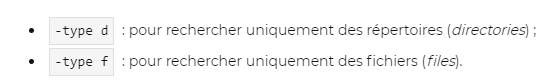 • -type d : pour rechercher uniquement des répertoires (directories) ;
• -type f : pour rechercher uniquement des fichiers (files).